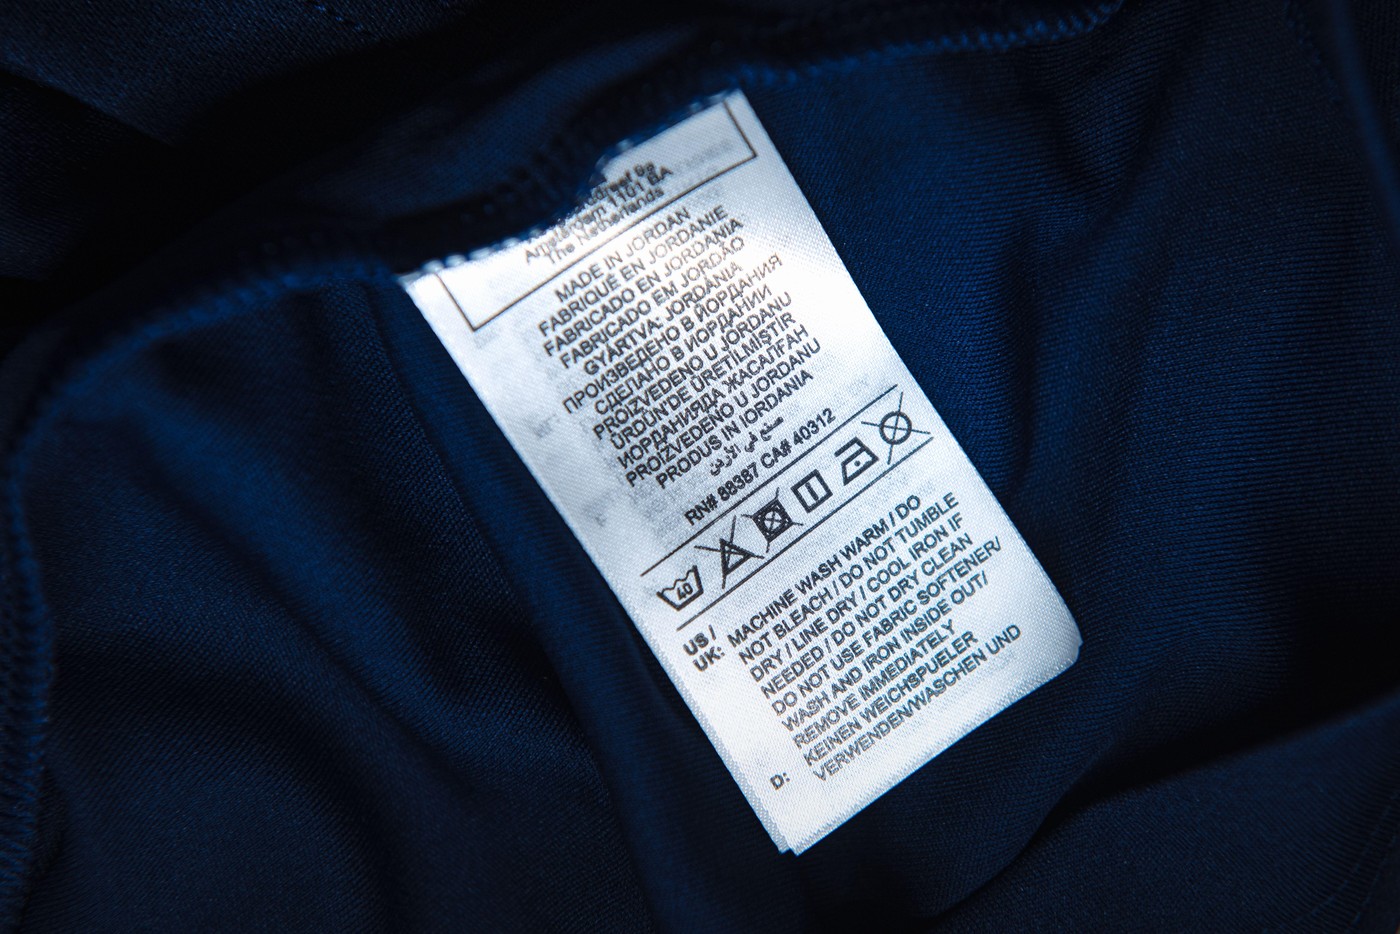 Amsterdam 1101 BA
The Netherlands
MADE IN JORDAN
FABRIQUÉ EN JORDANIE
FABRICADO EN JORDANIA
FABRICADO EM JORDÃO
GYÁRTVA: JORDÁNIA
ПРОИЗВЕДЕНО В ЙОРДАНИЯ
СДЕЛАНО В ИОРДАНИИ
PROIZVEDENO U JORDANU
ÜRDÜN'DE ÜRETİLMİŞTİR
ИОРДАНИЯДА ЖАСАЛҒАН
PROIZVEDENO U JORDANU
PRODUS IN IORDANIA
صنع في الأردن
RN# 88387 CA# 40312
40
US / UK: MACHINE WASH WARM / DO
NOT BLEACH / DO NOT TUMBLE
DRY / LINE DRY / COOL IRON IF
NEEDED / DO NOT DRY CLEAN
DO NOT USE FABRIC SOFTENER/
WASH AND IRON INSIDE OUT/
REMOVE IMMEDIATELY
D: KEINEN WEICHSPUELER
VERWENDEN/WASCHEN UND